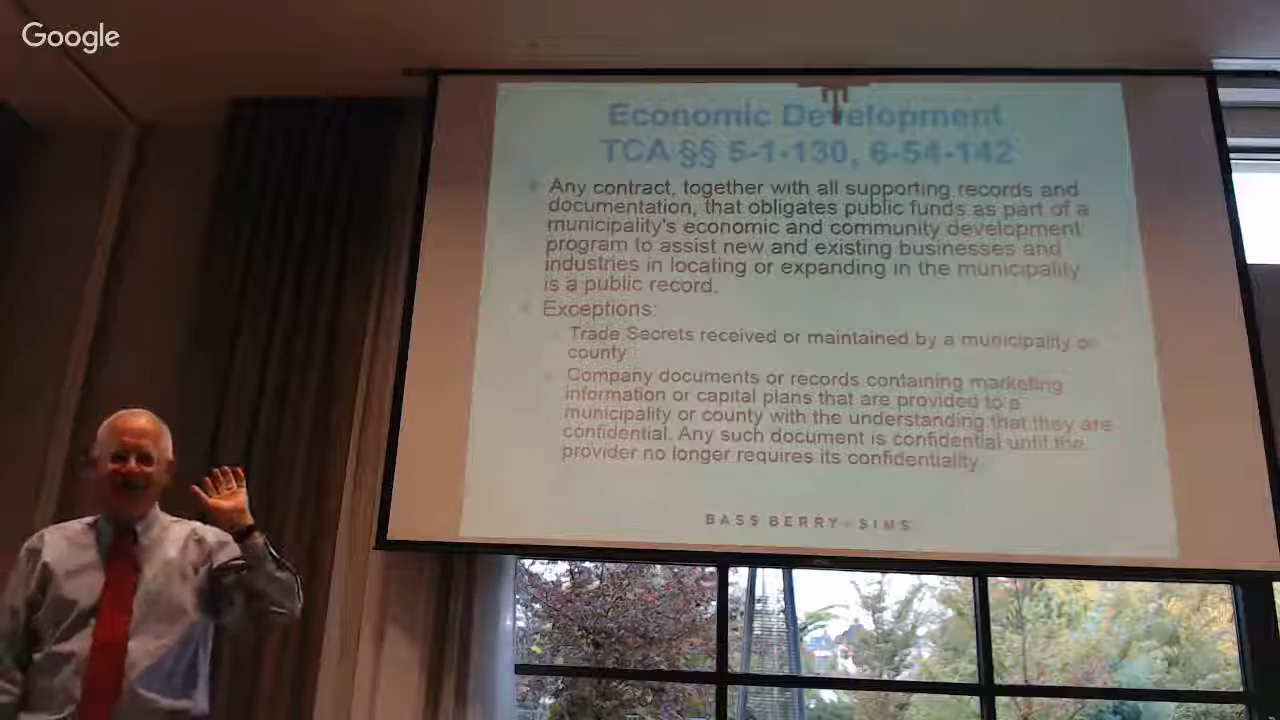 Google
Economic Development
TCA §§ 5-1-130, 6-54-142
Any contract, together with all supporting records and
documentation, that obligates public funds as part of a
municipality's economic and community development
program to assist new and existing businesses and
industries in locating or expanding in the municipality
is a public record.
Exceptions:
Trade Secrets received or maintained by a municipality or
county
Company documents or records containing marketing
information or capital plans that are provided to a
municipality or county with the understanding that they are
confidential. Any such document is confidential until the
provider no longer requires its confidentiality
BASS BERRY + SIMS